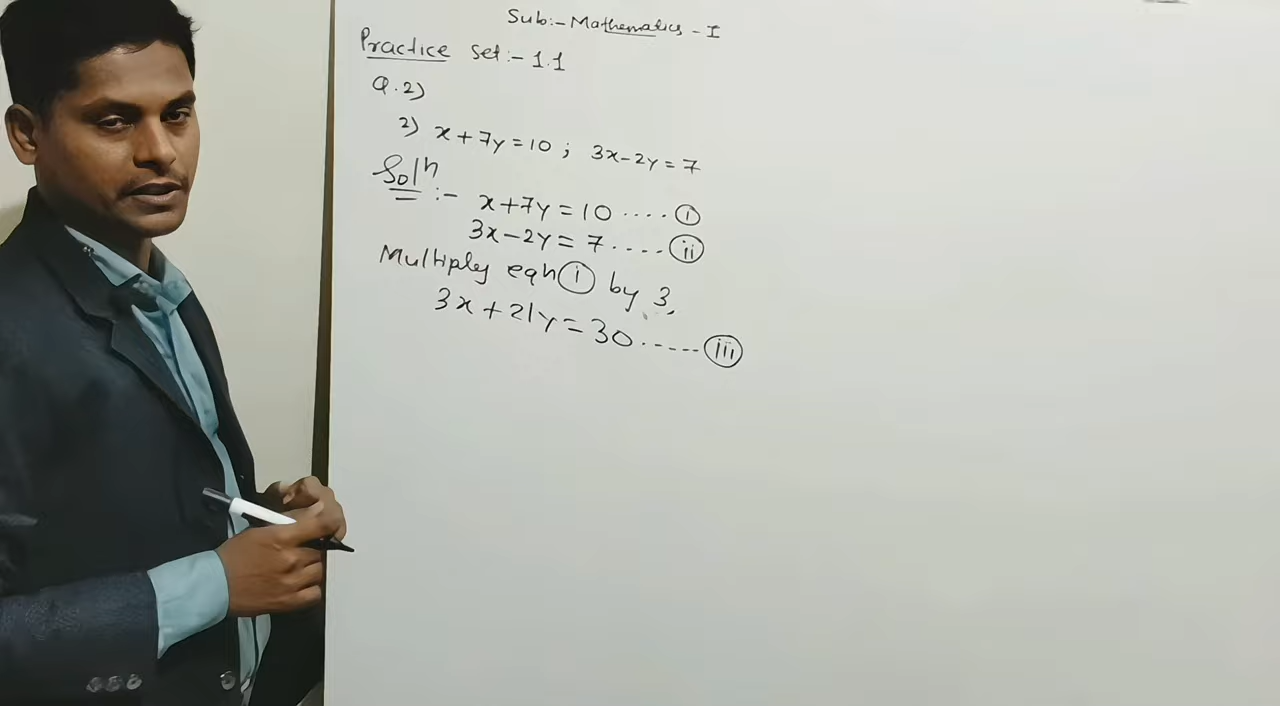 Sub:- Mathematics - I
Practice Set:- 1.1
Q.2)
2) x+7y=10 ; 3x-2y=7
Solⁿ :- x+7y=10 .... (i)
3x-2y=7 .... (ii)
Multiply eqn (i) by 3,
3x+21y=30 ...... (iii)